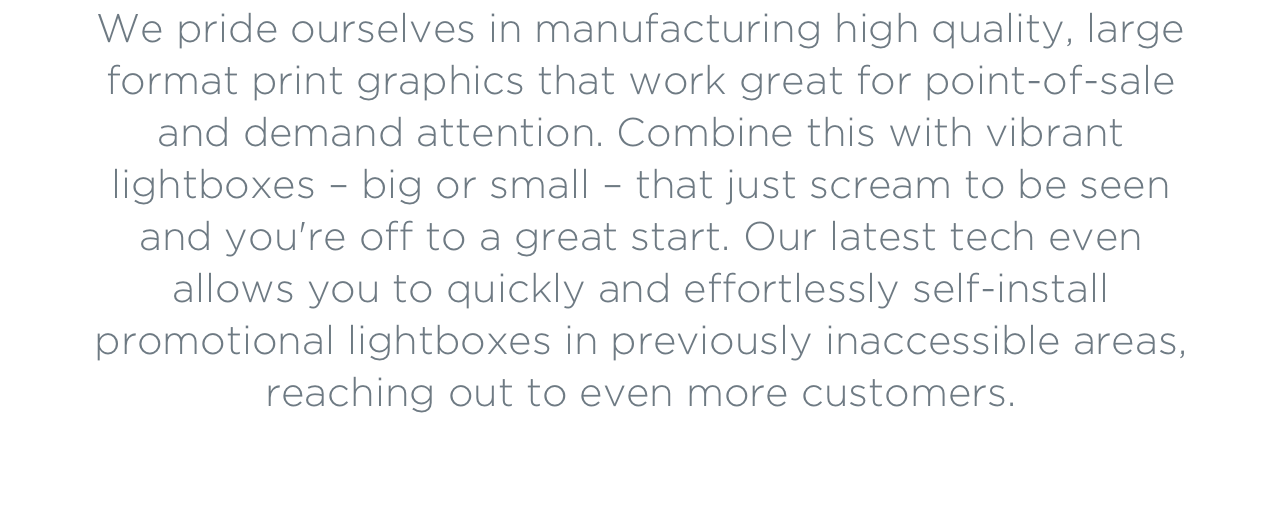 We pride ourselves in manufacturing high quality, large
format print graphics that work great for point-of-sale
and demand attention. Combine this with vibrant
lightboxes – big or small – that just scream to be seen
and you're off to a great start. Our latest tech even
allows you to quickly and effortlessly self-install
promotional lightboxes in previously inaccessible areas,
reaching out to even more customers.